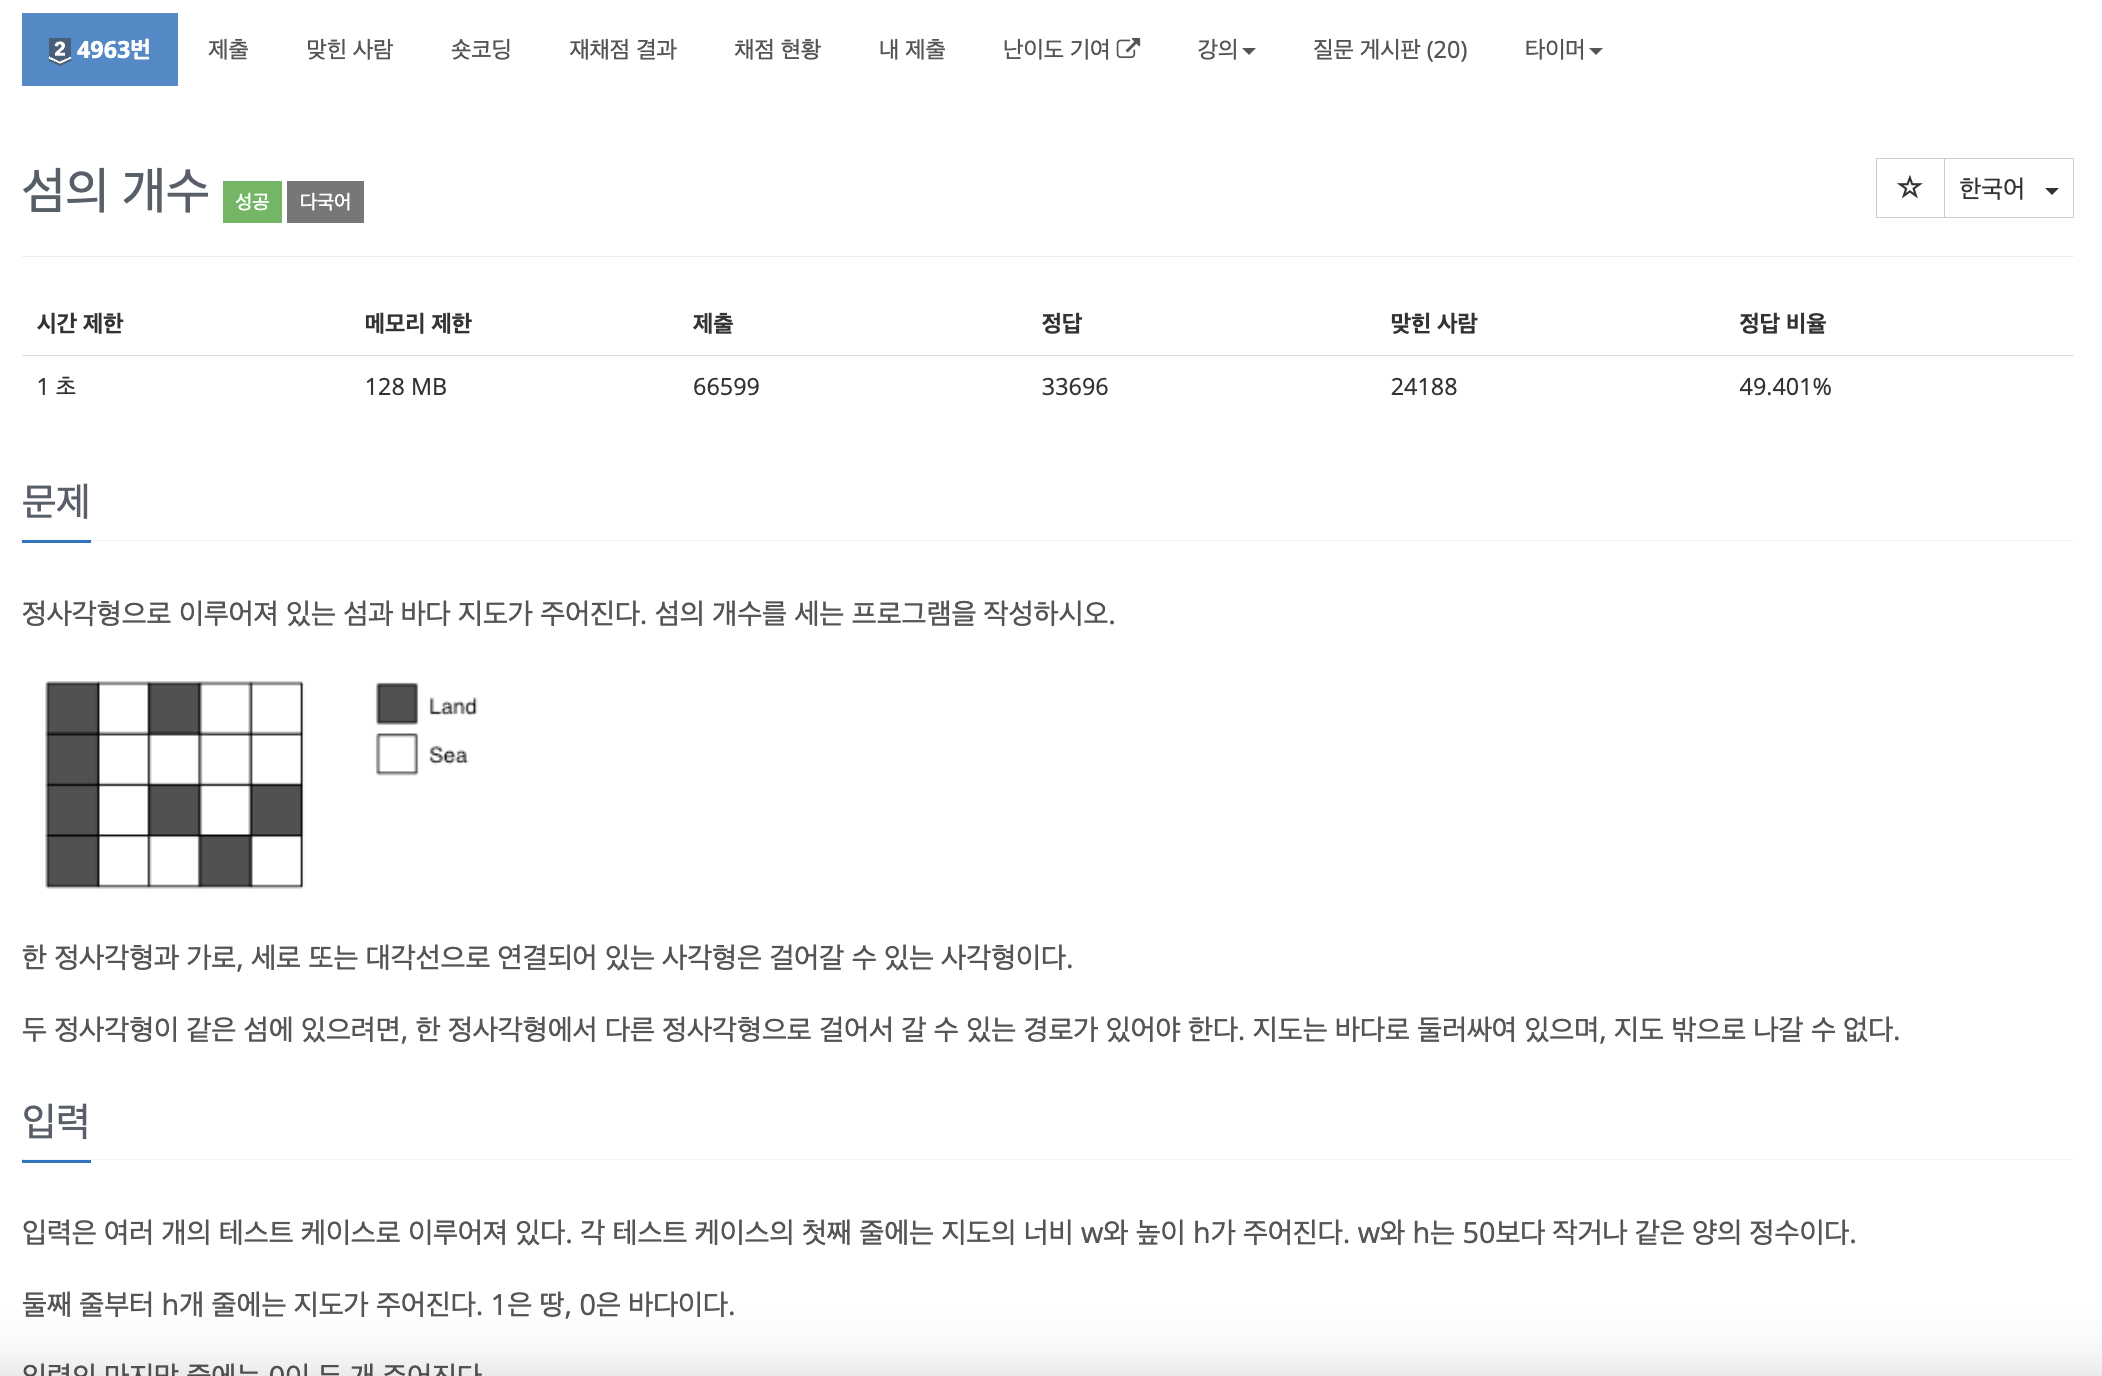 2 4963번 제출 맞힌 사람 숏코딩 재채점 결과 채점 현황 내 제출 난이도 기여 강의 질문 게시판 (20) 타이머
섬의 개수 성공 다국어 ☆ 한국어
시간 제한 메모리 제한 제출 정답 맞힌 사람 정답 비율
1 초 128 MB 66599 33696 24188 49.401%
문제
정사각형으로 이루어져 있는 섬과 바다 지도가 주어진다. 섬의 개수를 세는 프로그램을 작성하시오.
Land
Sea
한 정사각형과 가로, 세로 또는 대각선으로 연결되어 있는 사각형은 걸어갈 수 있는 사각형이다.
두 정사각형이 같은 섬에 있으려면, 한 정사각형에서 다른 정사각형으로 걸어서 갈 수 있는 경로가 있어야 한다. 지도는 바다로 둘러싸여 있으며, 지도 밖으로 나갈 수 없다.
입력
입력은 여러 개의 테스트 케이스로 이루어져 있다. 각 테스트 케이스의 첫째 줄에는 지도의 너비 w와 높이 h가 주어진다. w와 h는 50보다 작거나 같은 양의 정수이다.
둘째 줄부터 h개 줄에는 지도가 주어진다. 1은 땅, 0은 바다이다.
입력의 마지막 줄에는 0이 두 개 주어진다.